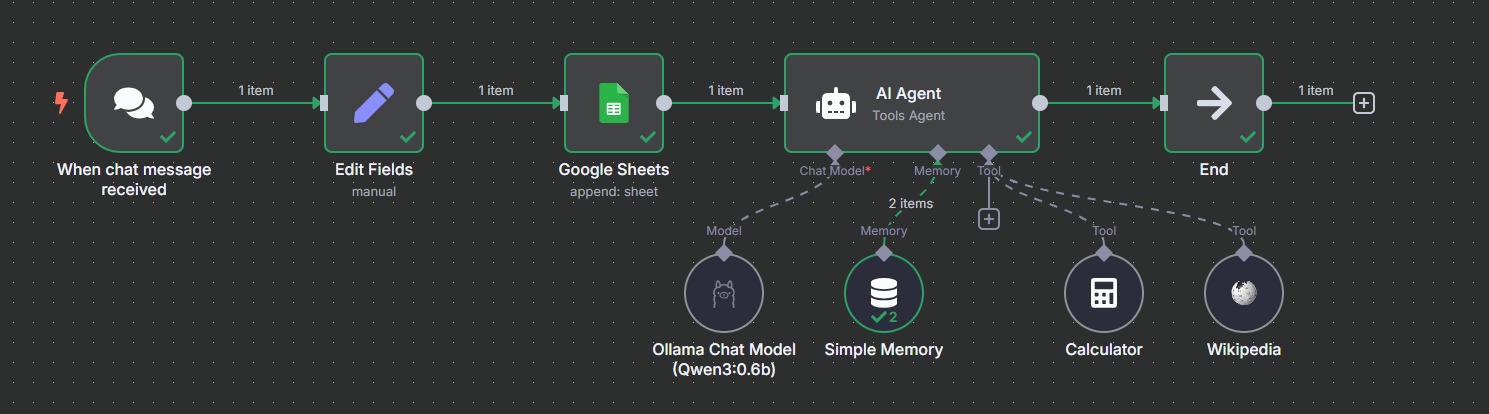 1 item
1 item
1 item
1 item
1 item
AI Agent
Tools Agent
When chat message
received
Edit Fields
manual
Google Sheets
append: sheet
Chat Model*
Memory
Tool
End
2 items
Model
Memory
Tool
Tool
2
Ollama Chat Model
(Qwen3:0.6b)
Simple Memory
Calculator
Wikipedia